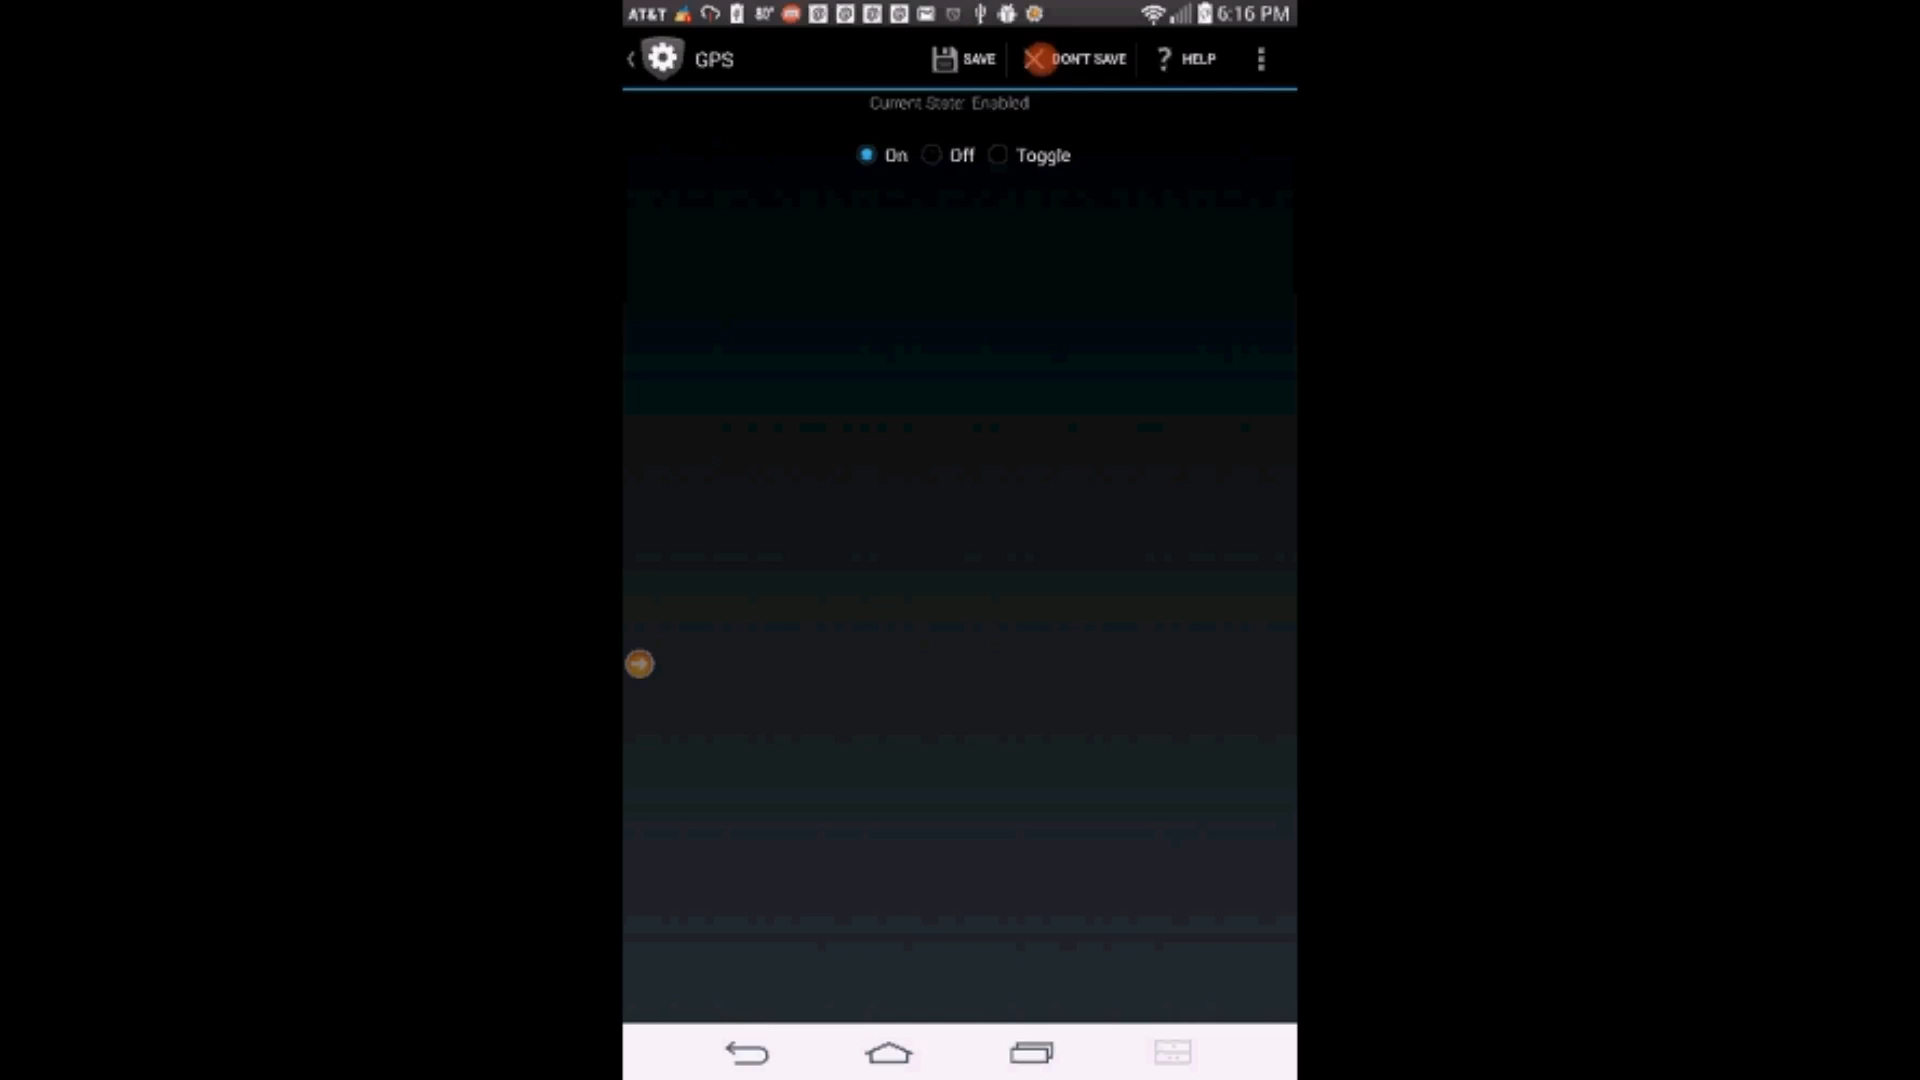 AT&T 80° 6:16 PM
GPS SAVE DON'T SAVE ? HELP
Current State: Enabled
On Off Toggle